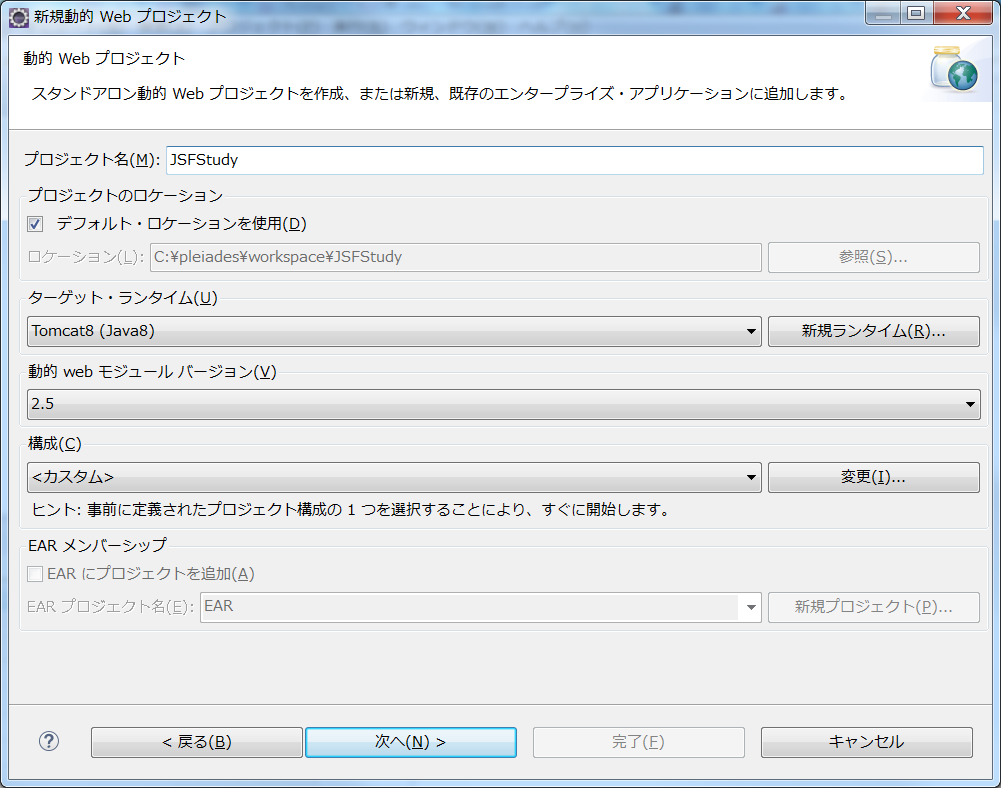 新規動的 Web プロジェクト
動的 Web プロジェクト
スタンドアロン動的 Web プロジェクトを作成、または新規、既存のエンタープライズ・アプリケーションに追加します。
プロジェクト名(M): JSFStudy
プロジェクトのロケーション
デフォルト・ロケーションを使用(D)
ロケーション(L): C:¥pleiades¥workspace¥JSFStudy 参照(S)...
ターゲット・ランタイム(U)
Tomcat8 (Java8) 新規ランタイム(R)...
動的 web モジュール バージョン(V)
2.5
構成(C)
<カスタム> 変更(I)...
ヒント: 事前に定義されたプロジェクト構成の 1 つを選択することにより、すぐに開始します。
EAR メンバーシップ
EAR にプロジェクトを追加(A)
EAR プロジェクト名(E): EAR 新規プロジェクト(P)...
< 戻る(B) 次へ(N) > 完了(F) キャンセル